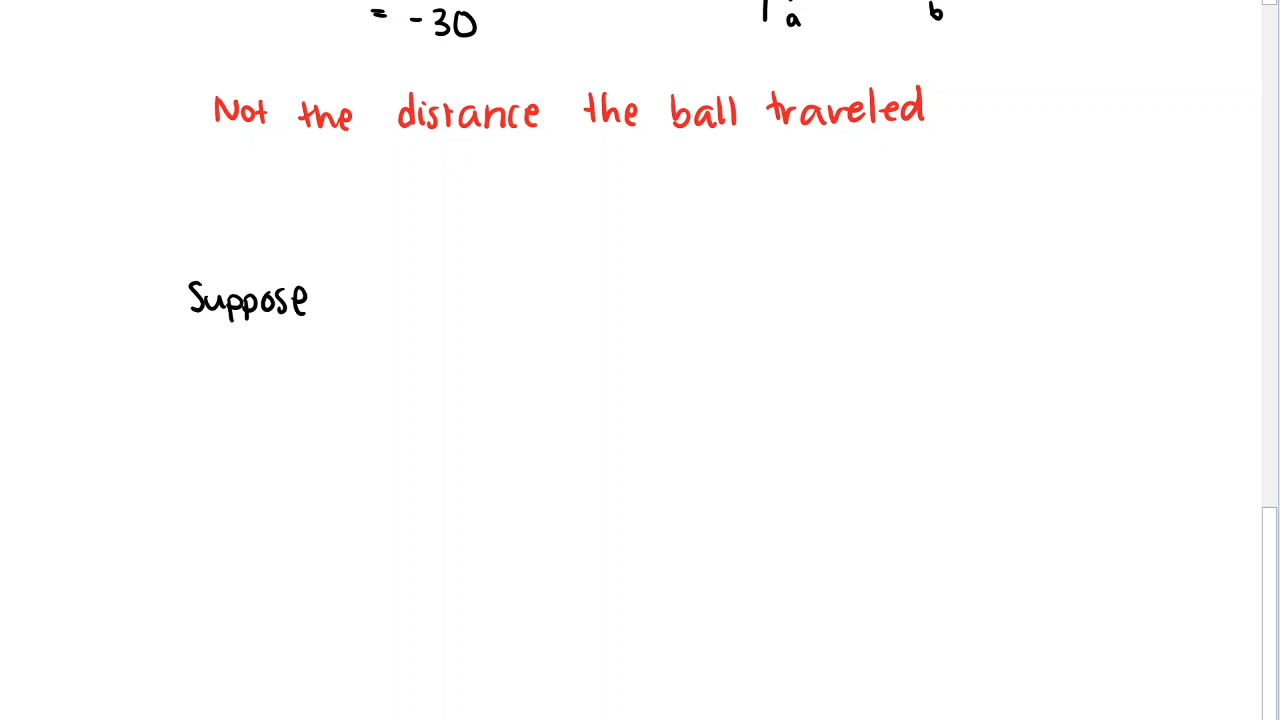 = -30
a b
Not the distance the ball traveled
Suppose